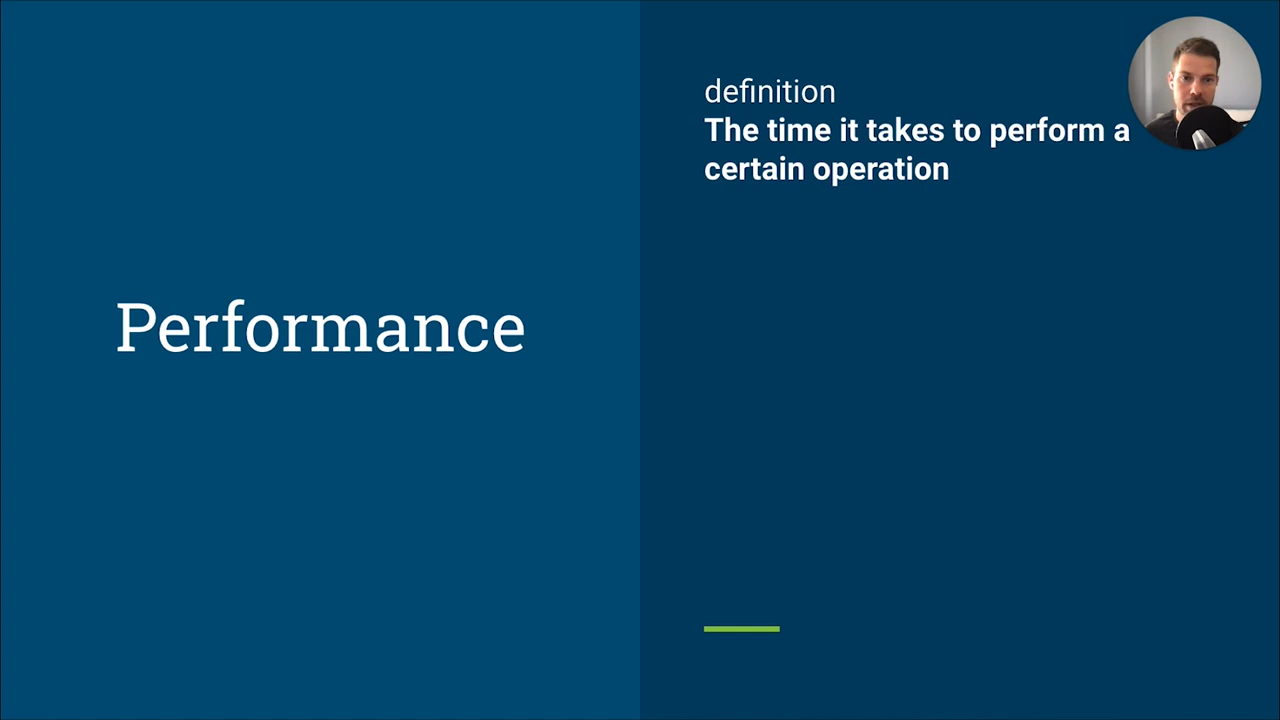 Performance
definition
The time it takes to perform a
certain operation